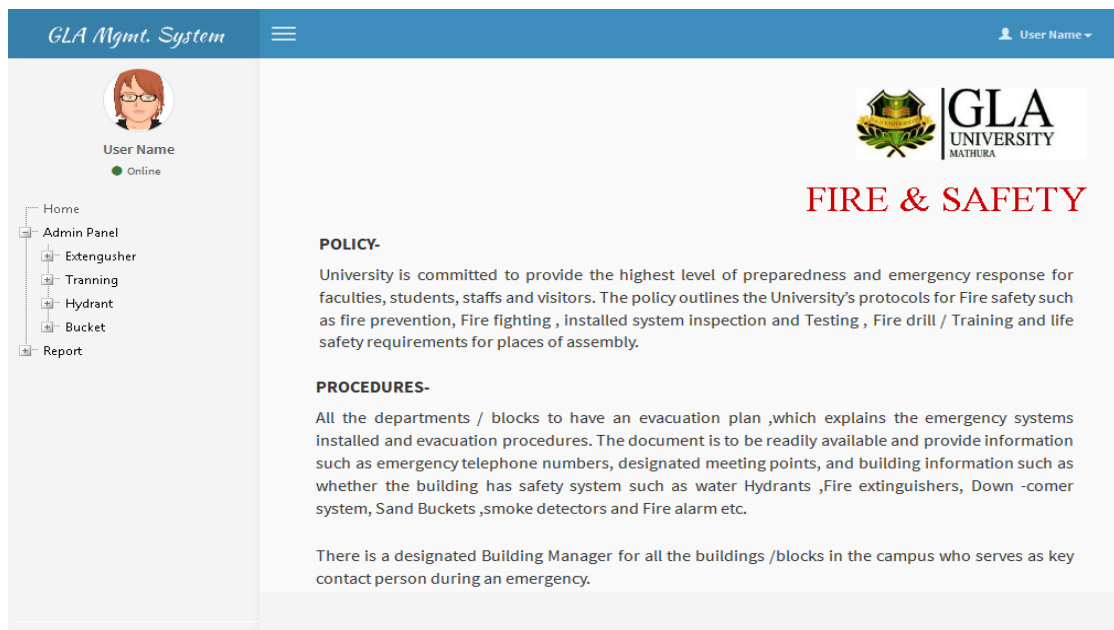 GLA Mgmt. System
User Name
User Name
Online
Home
Admin Panel
Extengusher
Tranning
Hydrant
Bucket
Report
GLA
UNIVERSITY
MATHURA
FIRE & SAFETY
POLICY-
University is committed to provide the highest level of preparedness and emergency response for
faculties, students, staffs and visitors. The policy outlines the University’s protocols for Fire safety such
as fire prevention, Fire fighting , installed system inspection and Testing , Fire drill / Training and life
safety requirements for places of assembly.
PROCEDURES-
All the departments / blocks to have an evacuation plan ,which explains the emergency systems
installed and evacuation procedures. The document is to be readily available and provide information
such as emergency telephone numbers, designated meeting points, and building information such as
whether the building has safety system such as water Hydrants ,Fire extinguishers, Down -comer
system, Sand Buckets ,smoke detectors and Fire alarm etc.
There is a designated Building Manager for all the buildings /blocks in the campus who serves as key
contact person during an emergency.